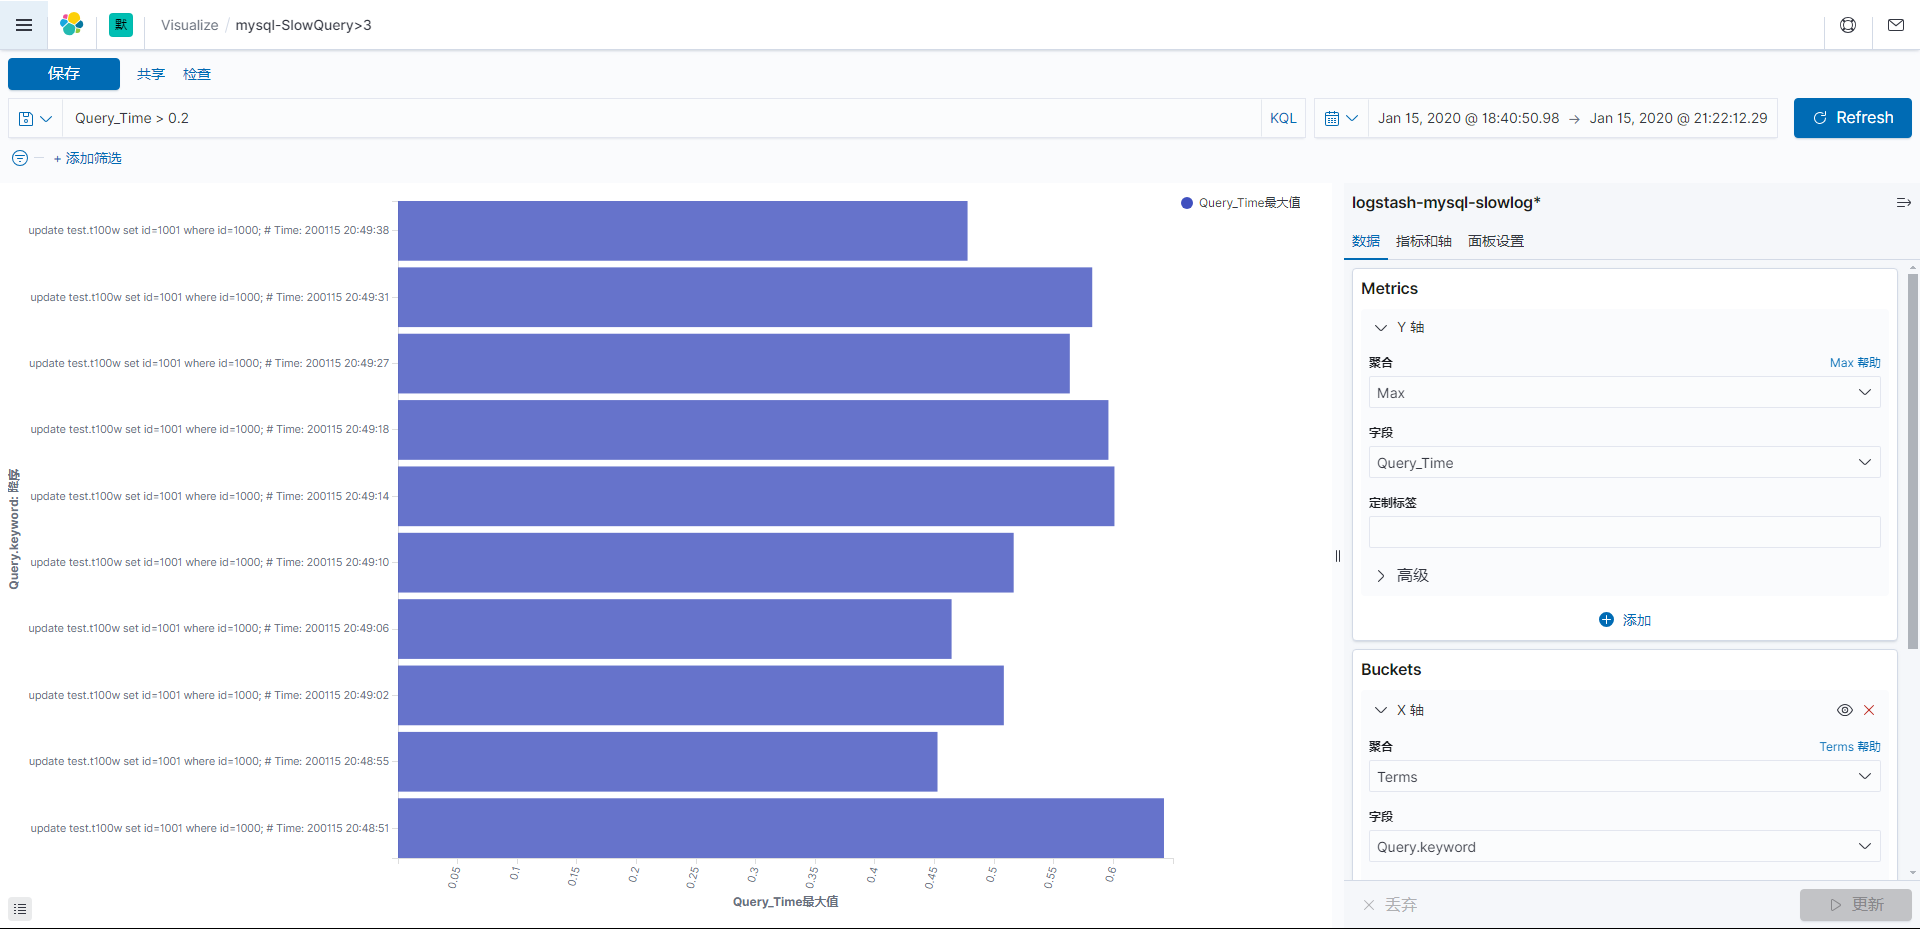 默
Visualize / mysql-SlowQuery>3
保存 共享 检查
Query_Time > 0.2
KQL
Jan 15, 2020 @ 18:40:50.98 → Jan 15, 2020 @ 21:22:12.29
Refresh
+ 添加筛选
Query.keyword: 降序
update test.t100w set id=1001 where id=1000; # Time: 200115 20:49:38
update test.t100w set id=1001 where id=1000; # Time: 200115 20:49:31
update test.t100w set id=1001 where id=1000; # Time: 200115 20:49:27
update test.t100w set id=1001 where id=1000; # Time: 200115 20:49:18
update test.t100w set id=1001 where id=1000; # Time: 200115 20:49:14
update test.t100w set id=1001 where id=1000; # Time: 200115 20:49:10
update test.t100w set id=1001 where id=1000; # Time: 200115 20:49:06
update test.t100w set id=1001 where id=1000; # Time: 200115 20:49:02
update test.t100w set id=1001 where id=1000; # Time: 200115 20:48:55
update test.t100w set id=1001 where id=1000; # Time: 200115 20:48:51
0.05 0.1 0.15 0.2 0.25 0.3 0.35 0.4 0.45 0.5 0.55 0.6
Query_Time最大值
Query_Time最大值
logstash-mysql-slowlog*
数据 指标和轴 面板设置
Metrics
Y 轴
聚合 Max 帮助
Max
字段
Query_Time
定制标签
高级
添加
Buckets
X 轴
聚合 Terms 帮助
Terms
字段
Query.keyword
丢弃 更新